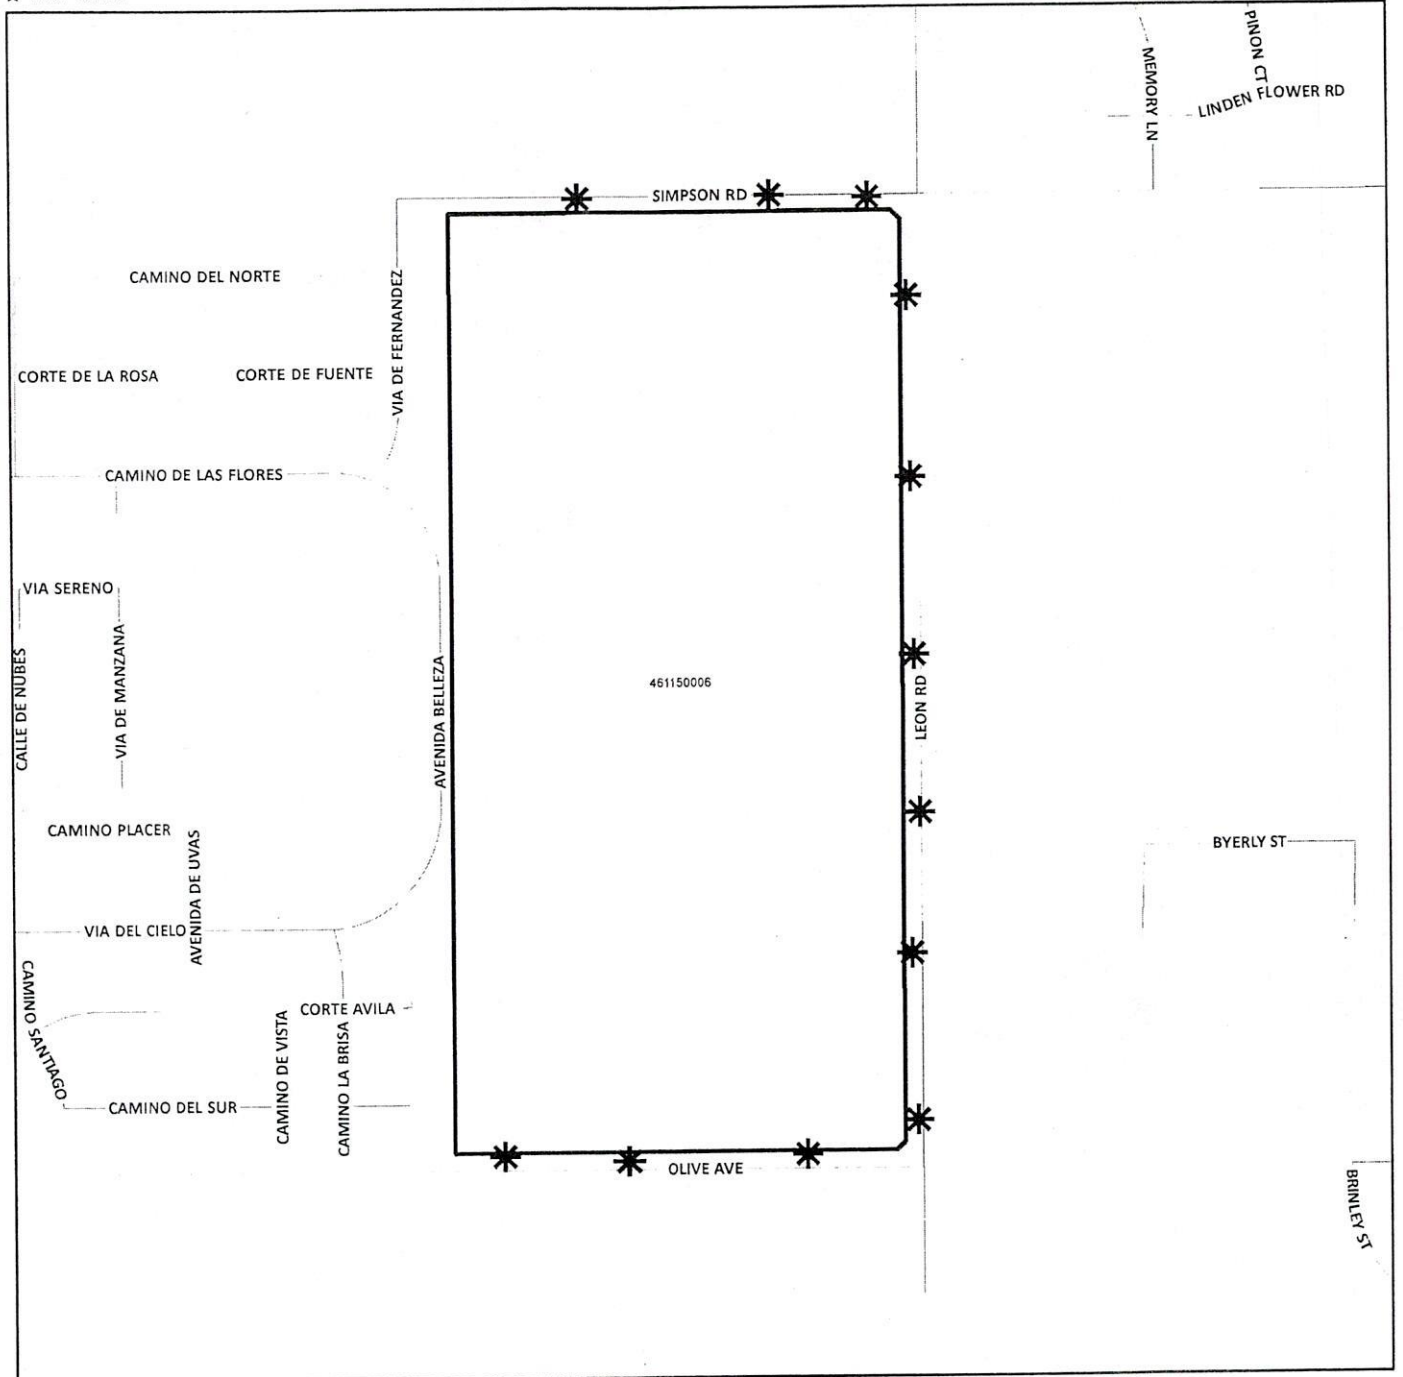 PINON CT
MEMORY LN
LINDEN FLOWER RD
SIMPSON RD
CAMINO DEL NORTE
VIA DE FERNANDEZ
CORTE DE LA ROSA
CORTE DE FUENTE
CAMINO DE LAS FLORES
VIA SERENO
CALLE DE NUBES
VIA DE MANZANA
AVENIDA BELLEZA
461150006
LEON RD
CAMINO PLACER
AVENIDA DE UVAS
BYERLY ST
VIA DEL CIELO
CAMINO SANTIAGO
CORTE AVILA
CAMINO DE VISTA
CAMINO LA BRISA
CAMINO DEL SUR
OLIVE AVE
BRINLEY ST